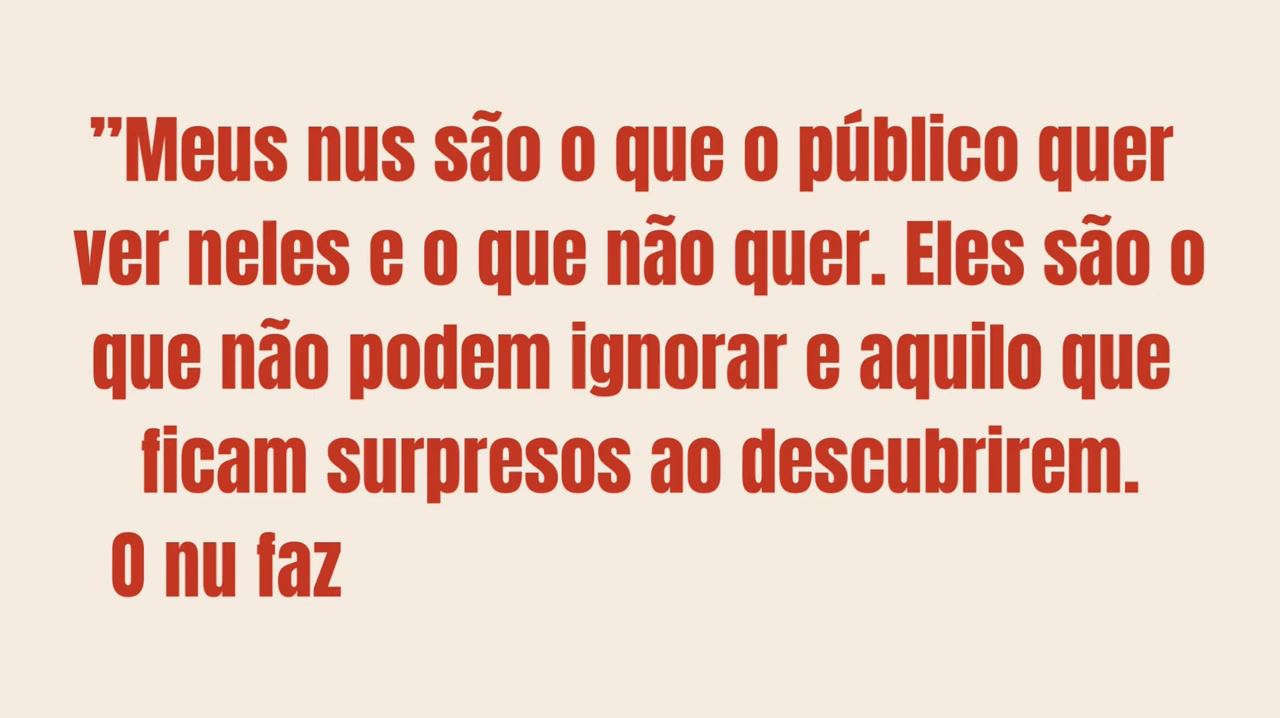 ”Meus nus são o que o público quer
ver neles e o que não quer. Eles são o
que não podem ignorar e aquilo que
ficam surpresos ao descubrirem.
O nu faz